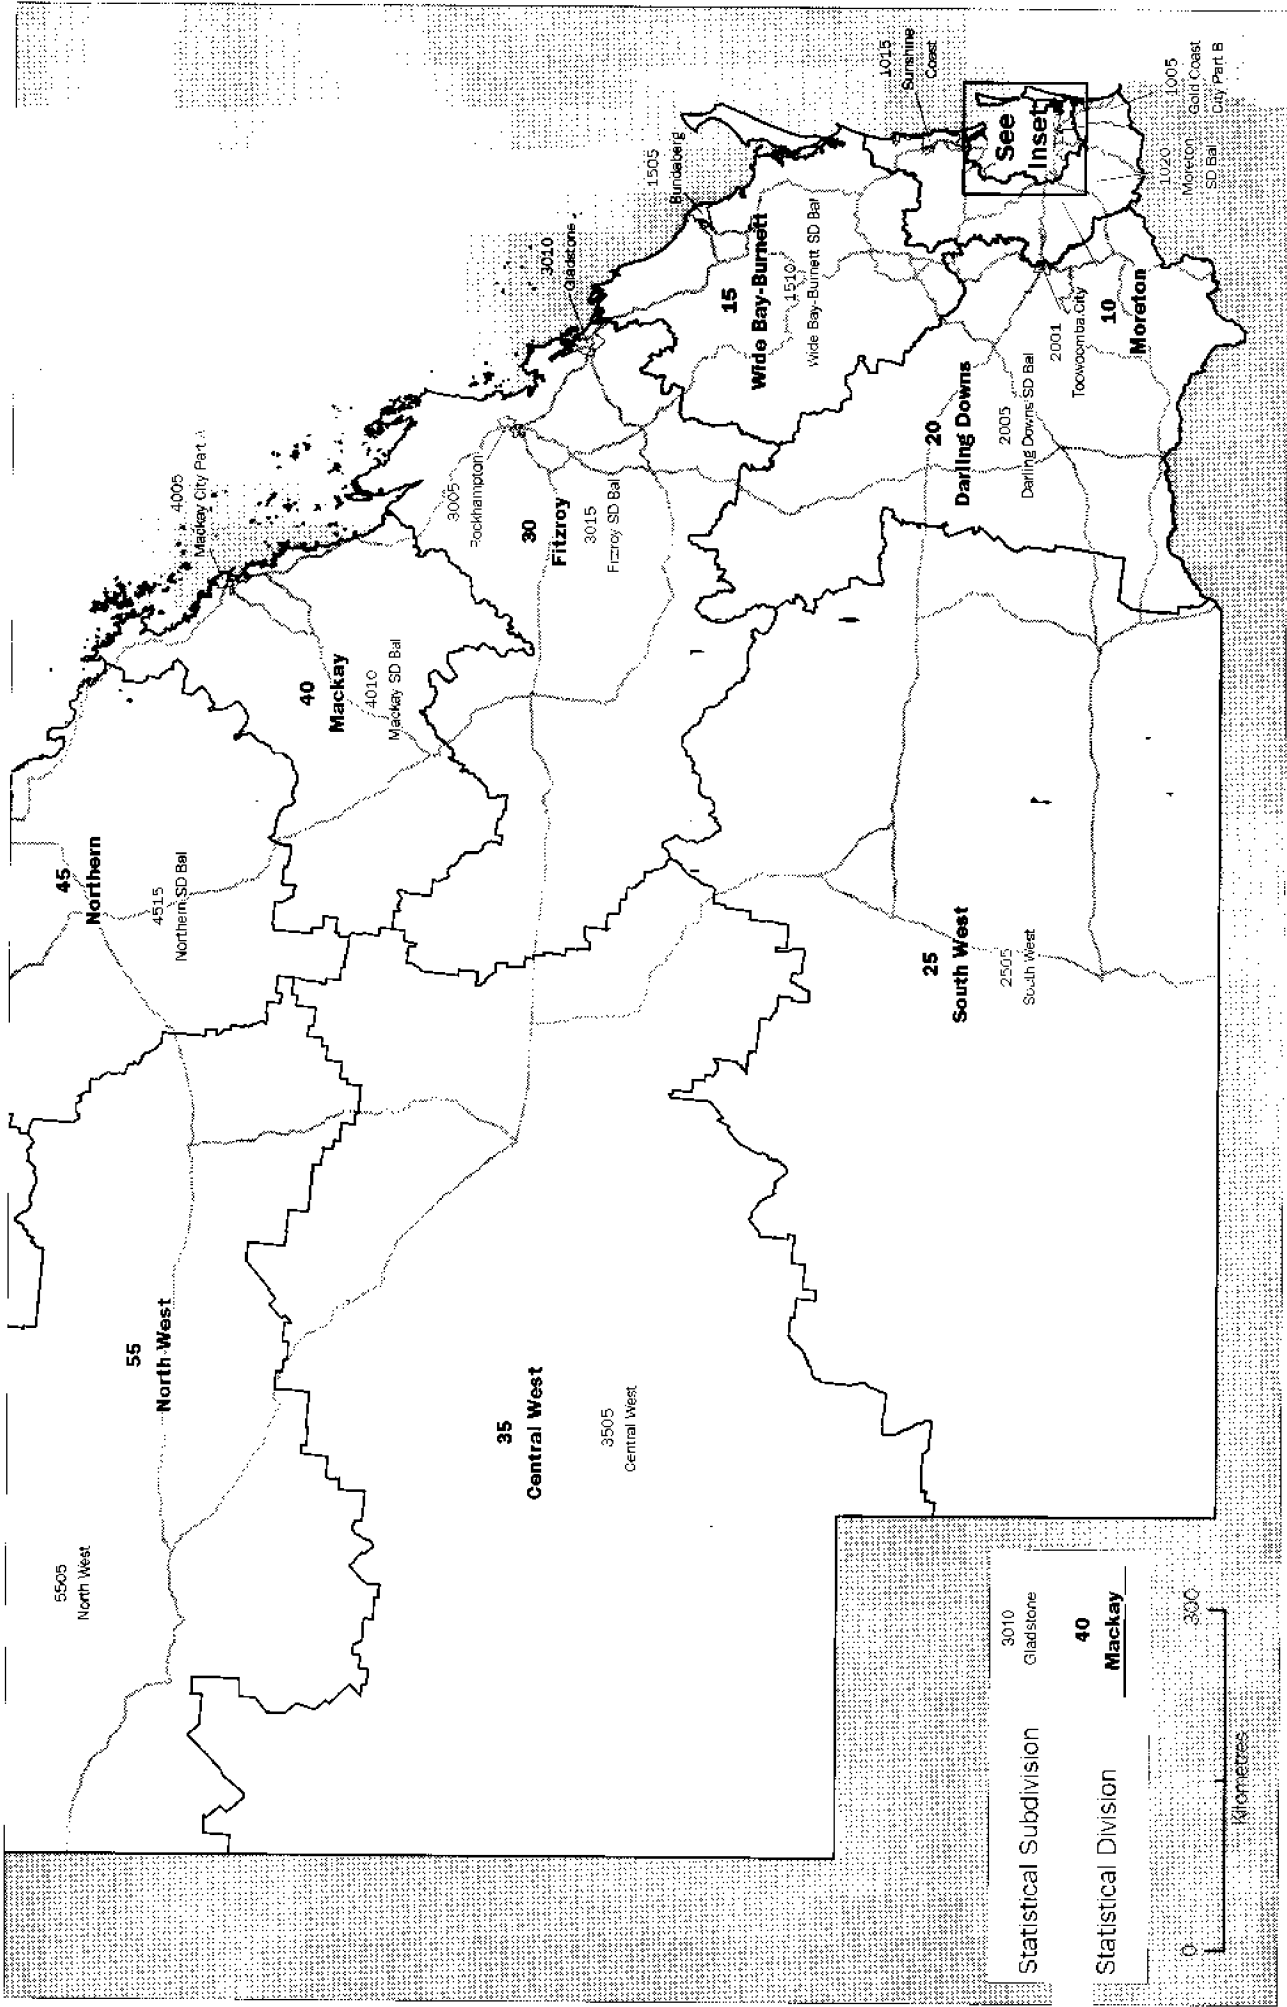 55
North West
5505
North West
45
Northern
4515
Northern SD Bal
40
Mackay
4010
Mackay SD Bal
4005
Mackay City Part A
35
Central West
3505
Central West
30
Fitzroy
3015
Fitzroy SD Bal
3005
Rockhampton
3010
Gladstone
15
Wide Bay-Burnett
1510
Wide Bay-Burnett SD Bal
1505
Bundaberg
25
South West
2505
South West
20
Darling Downs
2005
Darling Downs SD Bal
2001
Toowoomba City
10
Moreton
1015
Sunshine
Coast
See
Inset
1020
Moreton
SD Bal
1005
Gold Coast
City Part B
Statistical Subdivision
3010
Gladstone
Statistical Division
40
Mackay
0
300
Kilometres